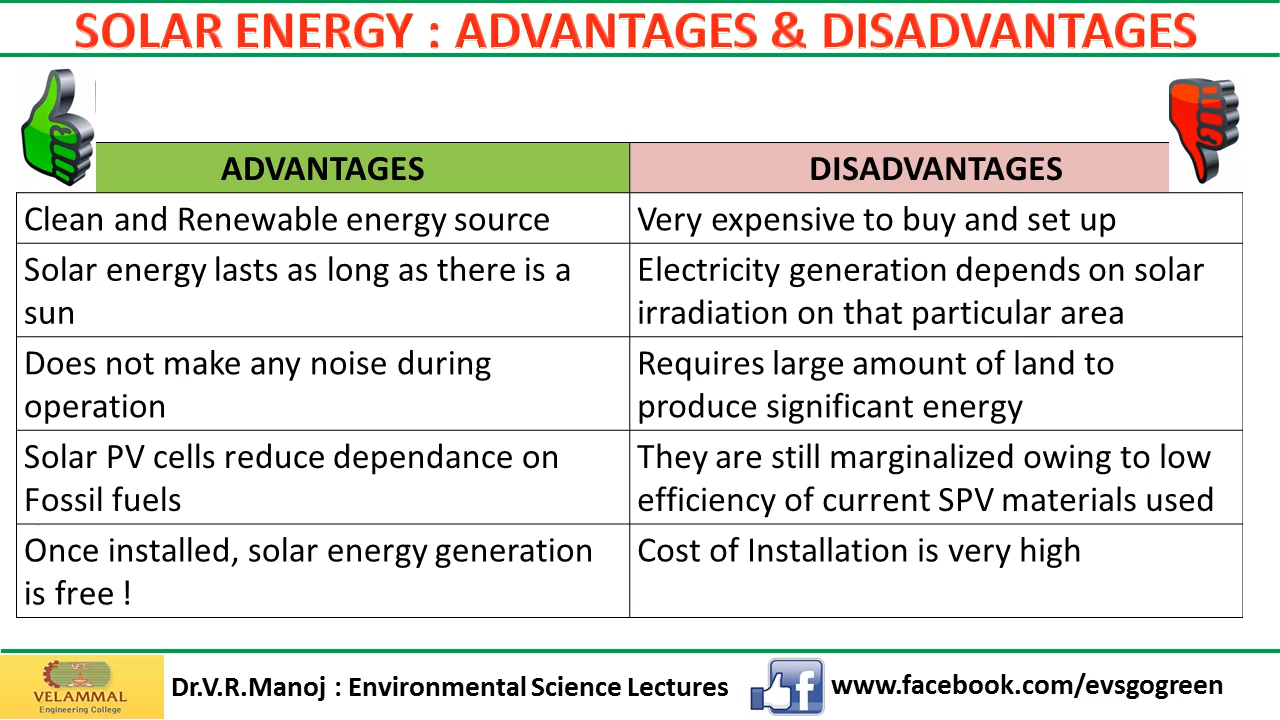 SOLAR ENERGY : ADVANTAGES & DISADVANTAGES
ADVANTAGES
DISADVANTAGES
Clean and Renewable energy source
Very expensive to buy and set up
Solar energy lasts as long as there is a
sun
Electricity generation depends on solar
irradiation on that particular area
Does not make any noise during
operation
Requires large amount of land to
produce significant energy
Solar PV cells reduce dependance on
Fossil fuels
They are still marginalized owing to low
efficiency of current SPV materials used
Once installed, solar energy generation
is free !
Cost of Installation is very high
VEC
VELAMMAL
Engineering College
Dr.V.R.Manoj : Environmental Science Lectures
f
www.facebook.com/evsgogreen